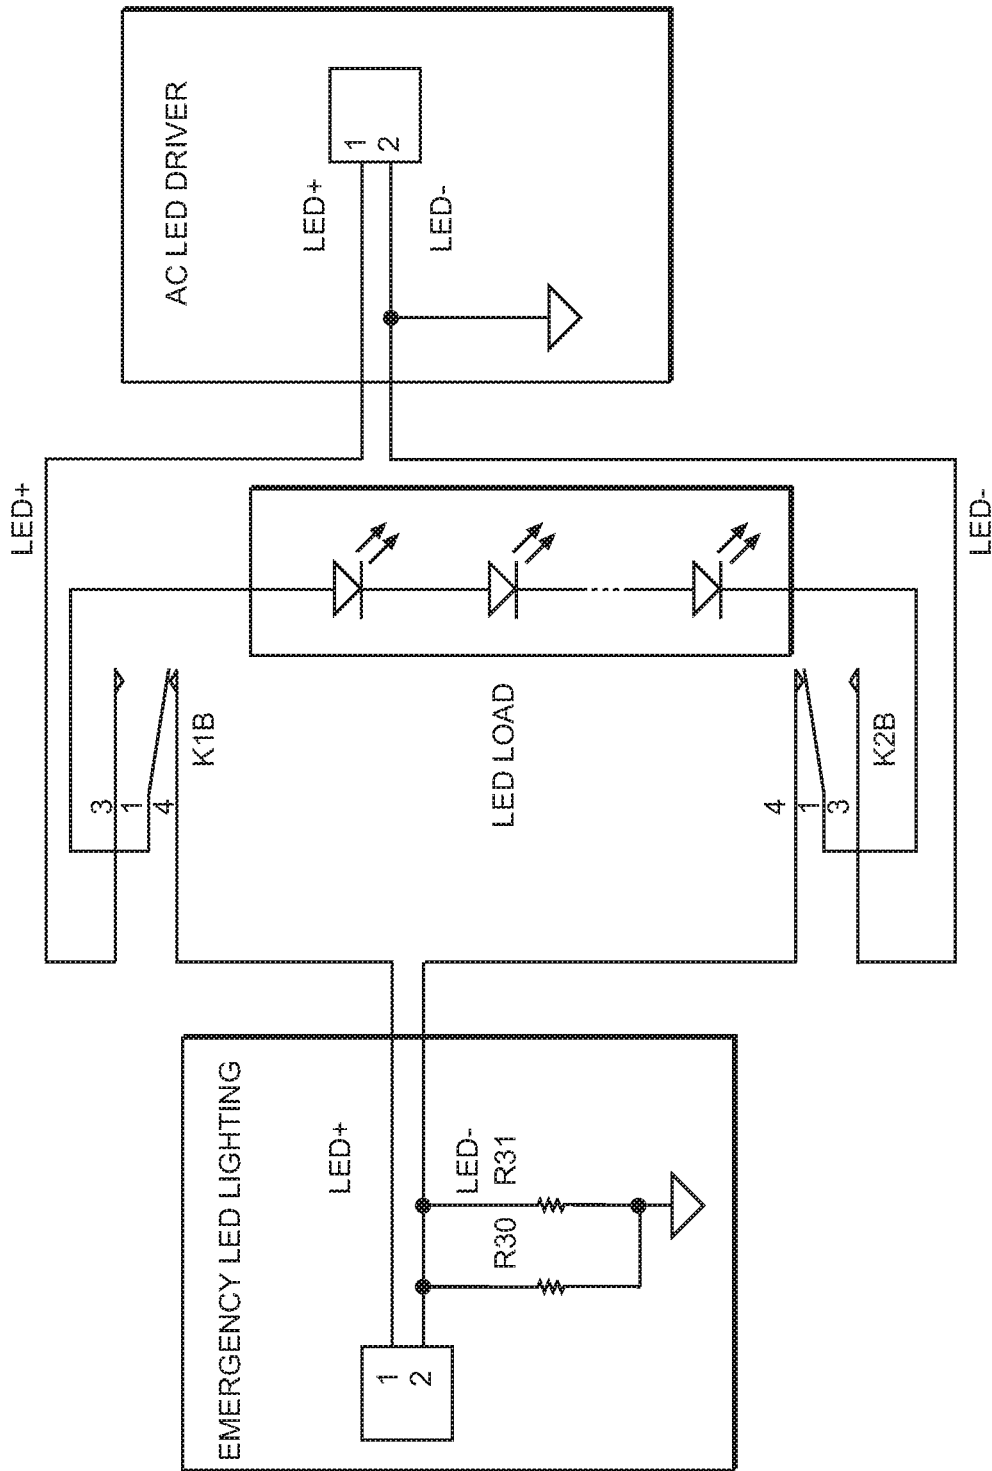 EMERGENCY LED LIGHTING
1
2
LED+
LED-
R30
R31
LED+
3
1
4
K1B
LED LOAD
4
1
3
K2B
LED-
AC LED DRIVER
LED+
LED-
1
2